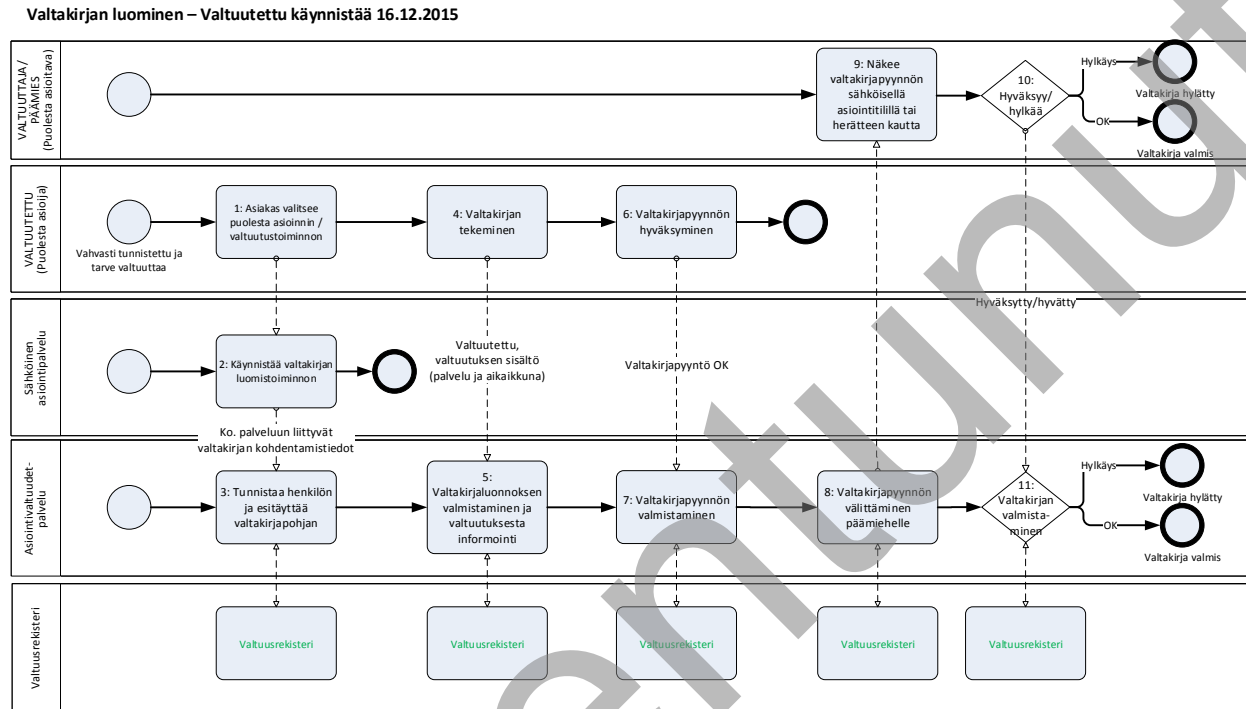 Valtakirjan luominen – Valtuutettu käynnistää 16.12.2015
VALTUUTTAJA /
PÄÄMIES
(Puolesta asioitava)
9: Näkee
valtakirjapyynnön
sähköisellä
asiointitilillä tai
herätteen kautta
10:
Hyväksyy/
hylkää
Hylkäys
Valtakirja hylätty
OK
Valtakirja valmis
VALTUUTETTU
(Puolesta asioija)
Vahvasti tunnistettu ja
tarve valtuuttaa
1: Asiakas valitsee
puolesta asioinnin /
valtuutustoiminnon
4: Valtakirjan
tekeminen
6: Valtakirjapyynnön
hyväksyminen
Hyväksytty/hyvätty
Sähköinen
asiointipalvelu
2: Käynnistää valtakirjan
luomistoiminnon
Valtuutettu,
valtuutuksen sisältö
(palvelu ja aikaikkuna)
Valtakirjapyyntö OK
Ko. palveluun liittyvät
valtakirjan kohdentamistiedot
Asiointivaltuudet-
palvelu
3: Tunnistaa henkilön
ja esitäyttää
valtakirjapohjan
5:
Valtakirjaluonnoksen
valmistaminen ja
valtuutuksesta
informointi
7: Valtakirjapyynnön
valmistaminen
8: Valtakirjapyynnön
välittäminen
päämiehelle
11:
Valtakirjan
valmista-
minen
Hylkäys
Valtakirja hylätty
OK
Valtakirja valmis
Valtuusrekisteri
Valtuusrekisteri
Valtuusrekisteri
Valtuusrekisteri
Valtuusrekisteri
Valtuusrekisteri
entunut